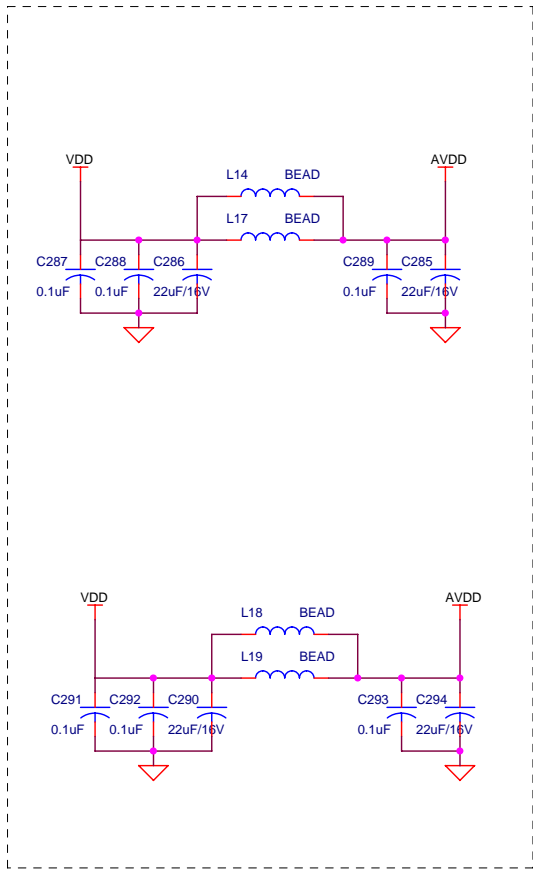 VDD
AVDD
L14 BEAD
L17 BEAD
C287 C288 C286 C289 C285
0.1uF 0.1uF 22uF/16V 0.1uF 22uF/16V
VDD
AVDD
L18 BEAD
L19 BEAD
C291 C292 C290 C293 C294
0.1uF 0.1uF 22uF/16V 0.1uF 22uF/16V